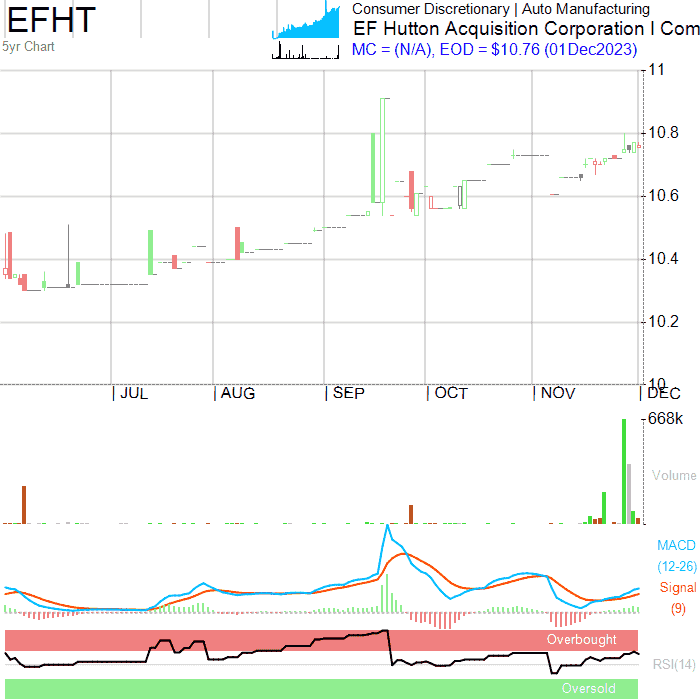 EFHT
5yr Chart
Consumer Discretionary | Auto Manufacturing
EF Hutton Acquisition Corporation I Com
MC = (N/A), EOD = $10.76 (01Dec2023)
11
10.8
10.6
10.4
10.2
10
JUL
AUG
SEP
OCT
NOV
DEC
668k
Volume
MACD
(12-26)
Signal
(9)
Overbought
RSI(14)
Oversold